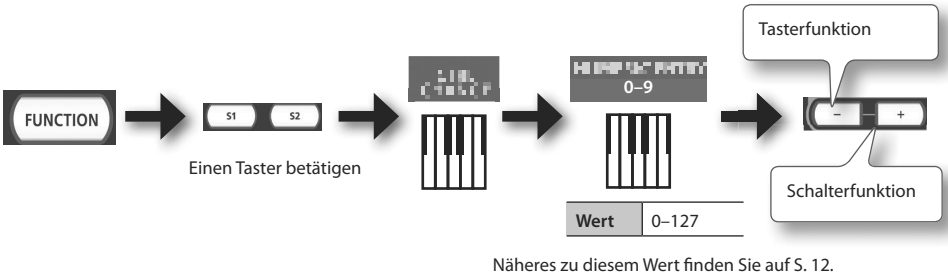 Tasterfunktion
0–9
FUNCTION
S1 S2
– +
Einen Taster betätigen
Schalterfunktion
Wert 0–127
Näheres zu diesem Wert finden Sie auf S. 12.